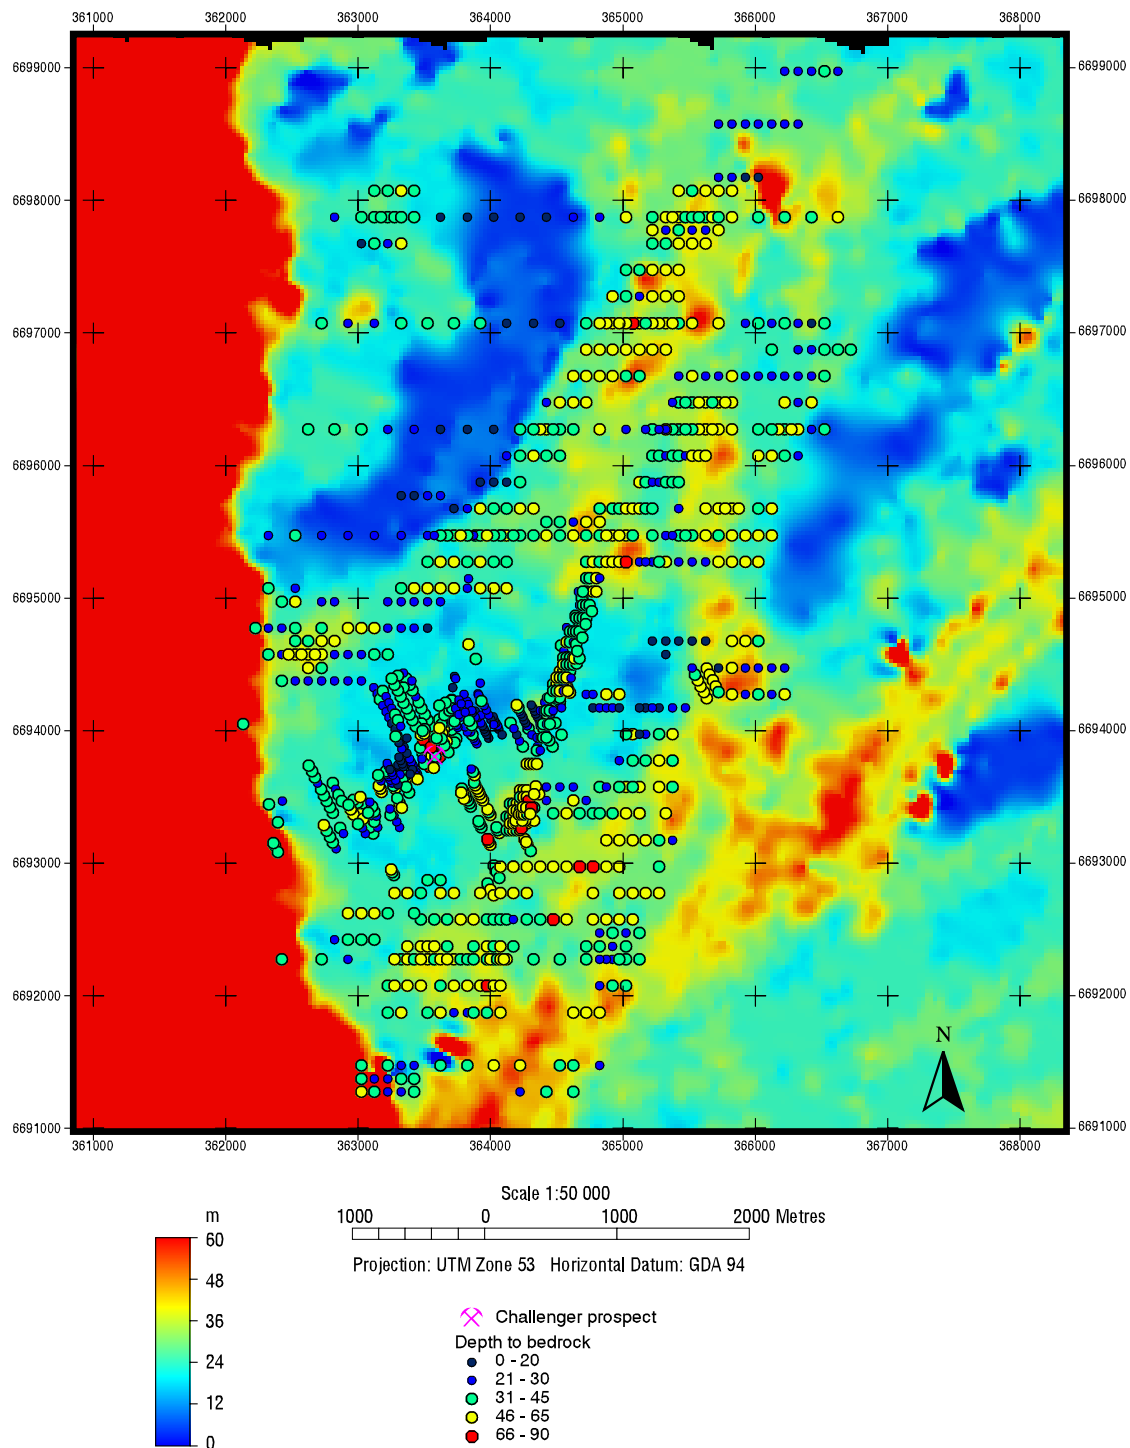 361000 362000 363000 364000 365000 366000 367000 368000
6699000 6699000
6698000 6698000
6697000 6697000
6696000 6696000
6695000 6695000
6694000 6694000
6693000 6693000
6692000 6692000
N
6691000 6691000
361000 362000 363000 364000 365000 366000 367000 368000
Scale 1:50 000
1000 0 1000 2000 Metres
Projection: UTM Zone 53 Horizontal Datum: GDA 94
m
60
48
36
24
12
0
Challenger prospect
Depth to bedrock
0 - 20
21 - 30
31 - 45
46 - 65
66 - 90